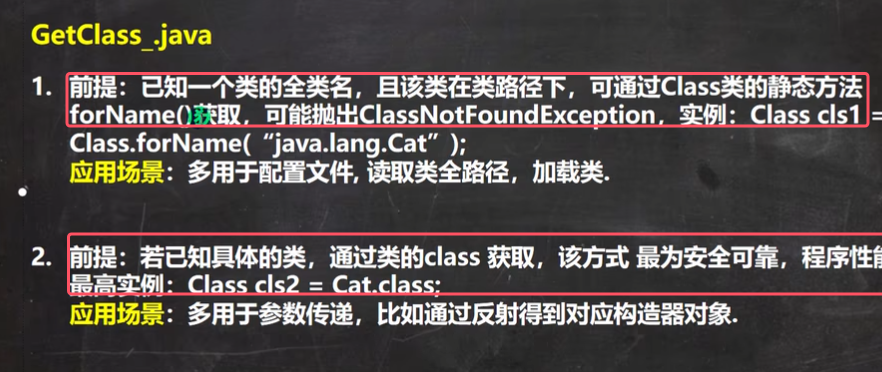 GetClass_.java
1. 前提：已知一个类的全类名，且该类在类路径下，可通过Class类的静态方法
forName()获取，可能抛出ClassNotFoundException，实例：Class cls1 =
Class.forName( “java.lang.Cat” );
应用场景：多用于配置文件, 读取类全路径，加载类.
2. 前提：若已知具体的类，通过类的class 获取，该方式 最为安全可靠，程序性能
最高实例：Class cls2 = Cat.class;
应用场景：多用于参数传递，比如通过反射得到对应构造器对象.